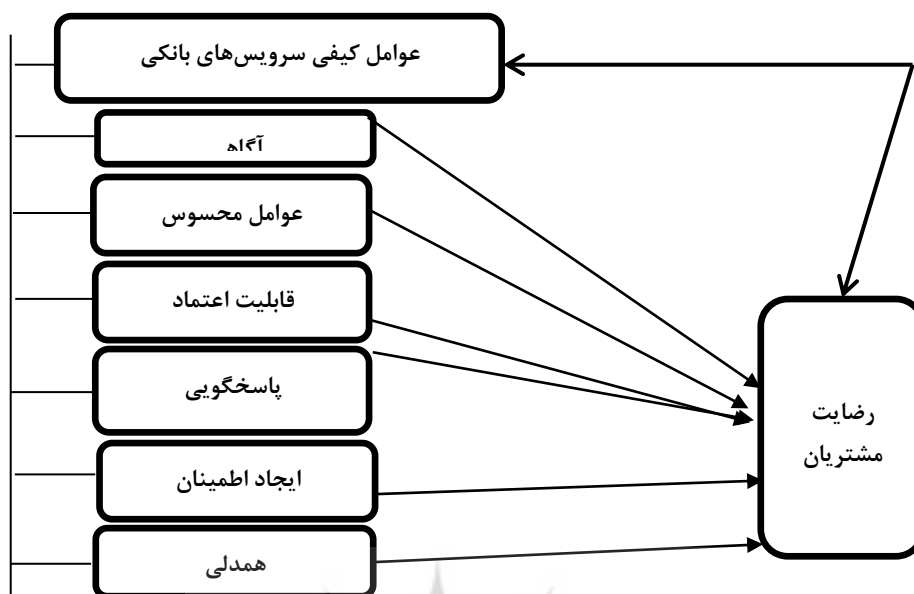 عوامل کیفی سرویس‌های بانکی
عوامل محسوس
قابلیت اعتماد
پاسخگویی
ایجاد اطمینان
همدلی
رضایت
مشتریان